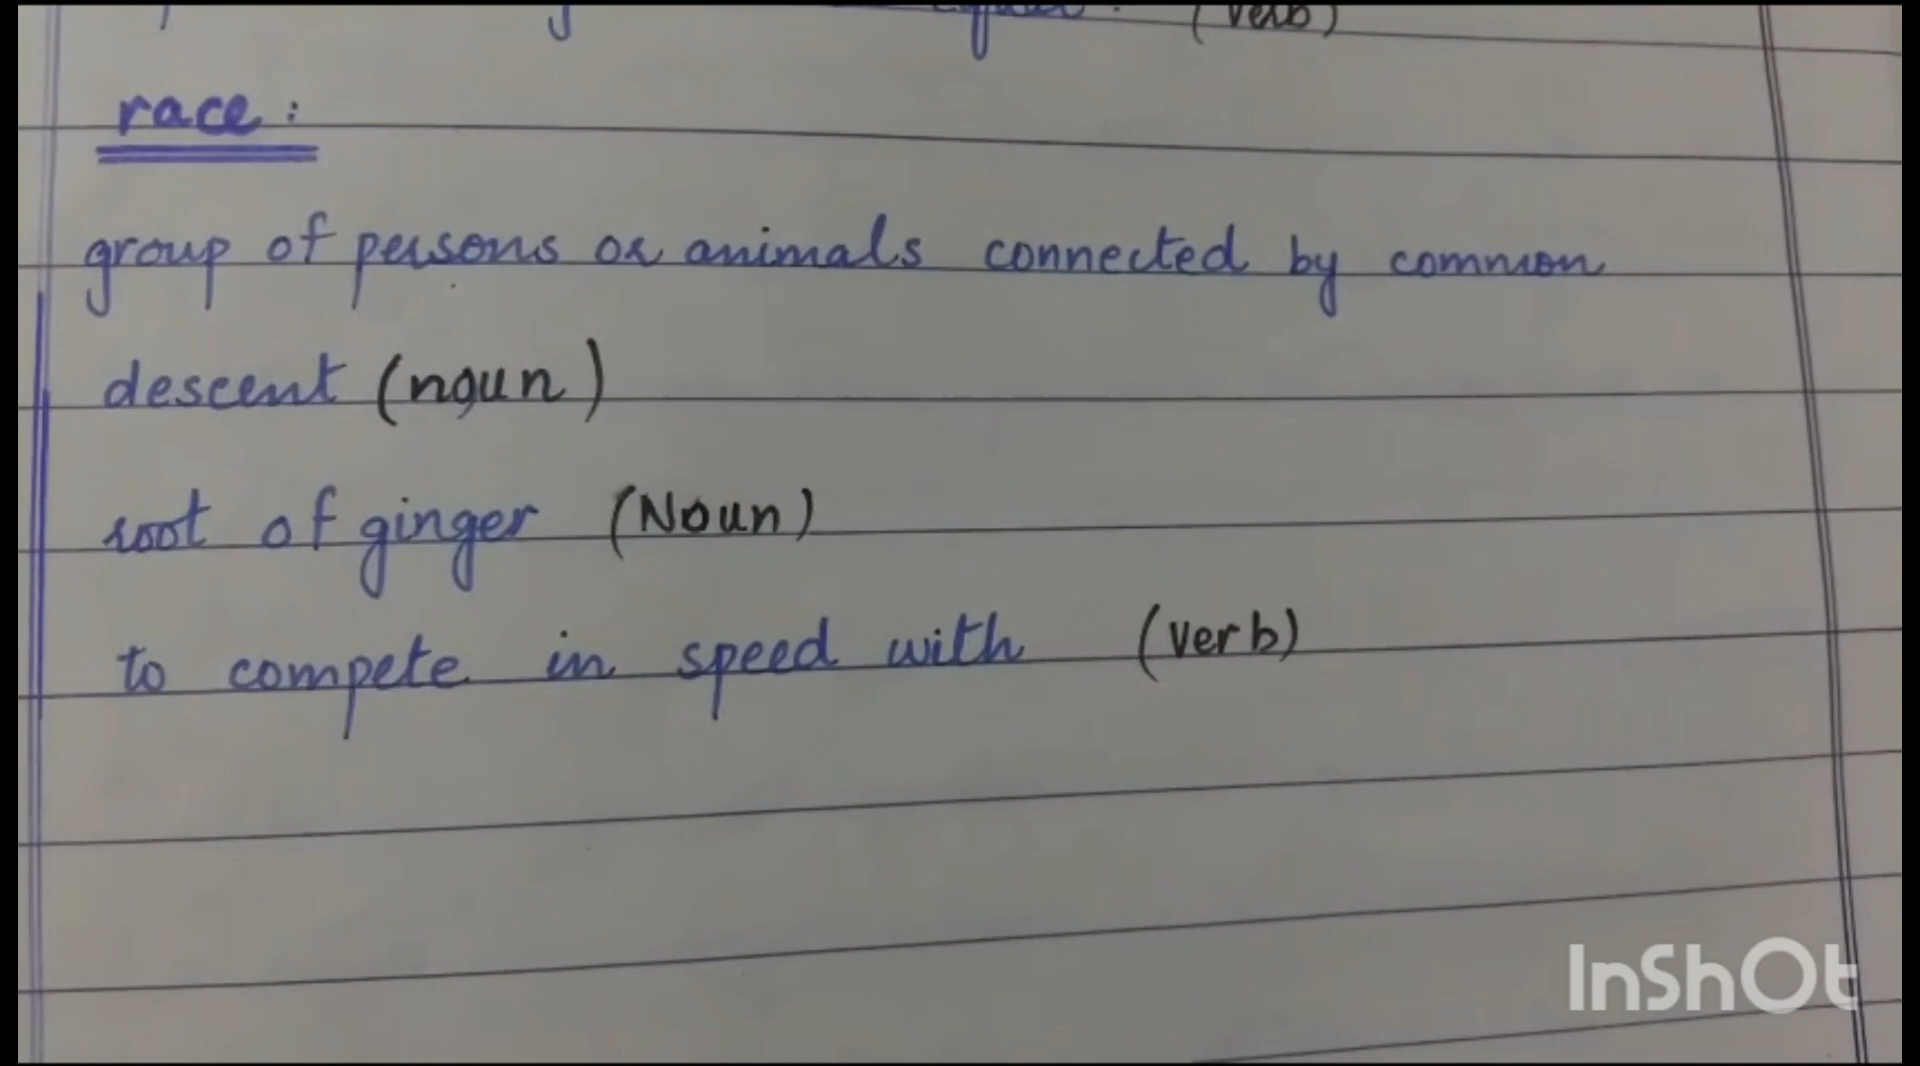 (verb)
race :
group of persons or animals connected by common
descent (noun)
root of ginger (Noun)
to compete in speed with (verb)
InShOt